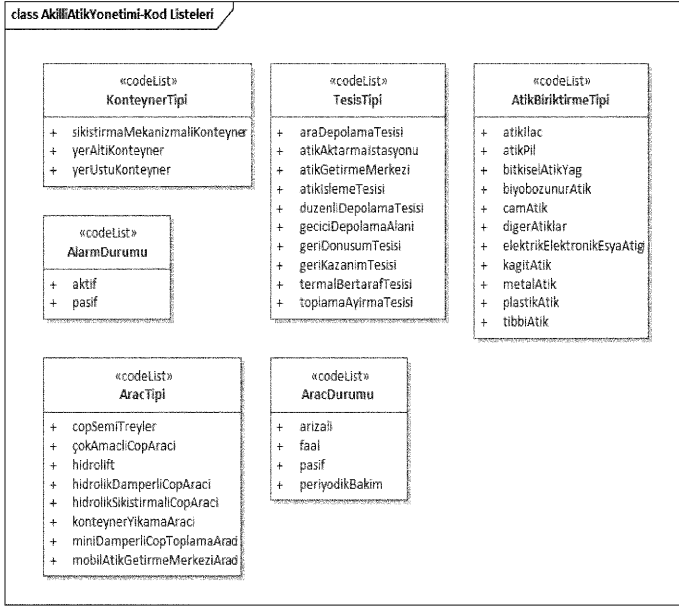 class AkilliAtikYonetimi-Kod Listeleri
«codeList»
KonteynerTipi
+ sikistirmaMekanizmaliKonteyner
+ yerAltiKonteyner
+ yerUstuKonteyner
«codeList»
TesisTipi
+ araDepolamaTesisi
+ atikAktarmaIstasyonu
+ atikGetirmeMerkezi
+ atikIslemeTesisi
+ duzenliDepolamaTesisi
+ geciciDepolamaAlani
+ geriDonusumTesisi
+ geriKazanimTesisi
+ termalBertarafTesisi
+ toplamaAyirmaTesisi
«codeList»
AtikBiriktirmeTipi
+ atikIlac
+ atikPil
+ bitkiselAtikYag
+ biyobozunurAtik
+ camAtik
+ digerAtiklar
+ elektrikElektronikEsyaAtigi
+ kagitAtik
+ metalAtik
+ plastikAtik
+ tibbiAtik
«codeList»
AlarmDurumu
+ aktif
+ pasif
«codeList»
AracTipi
+ copSemiTreyler
+ çokAmacliCopAraci
+ hidrolift
+ hidrolikDamperliCopAraci
+ hidrolikSikistirmaliCopAraci
+ konteynerYikamaAraci
+ miniDamperliCopToplamaAraci
+ mobilAtikGetirmeMerkeziAraci
«codeList»
AracDurumu
+ arizali
+ faal
+ pasif
+ periyodikBakim